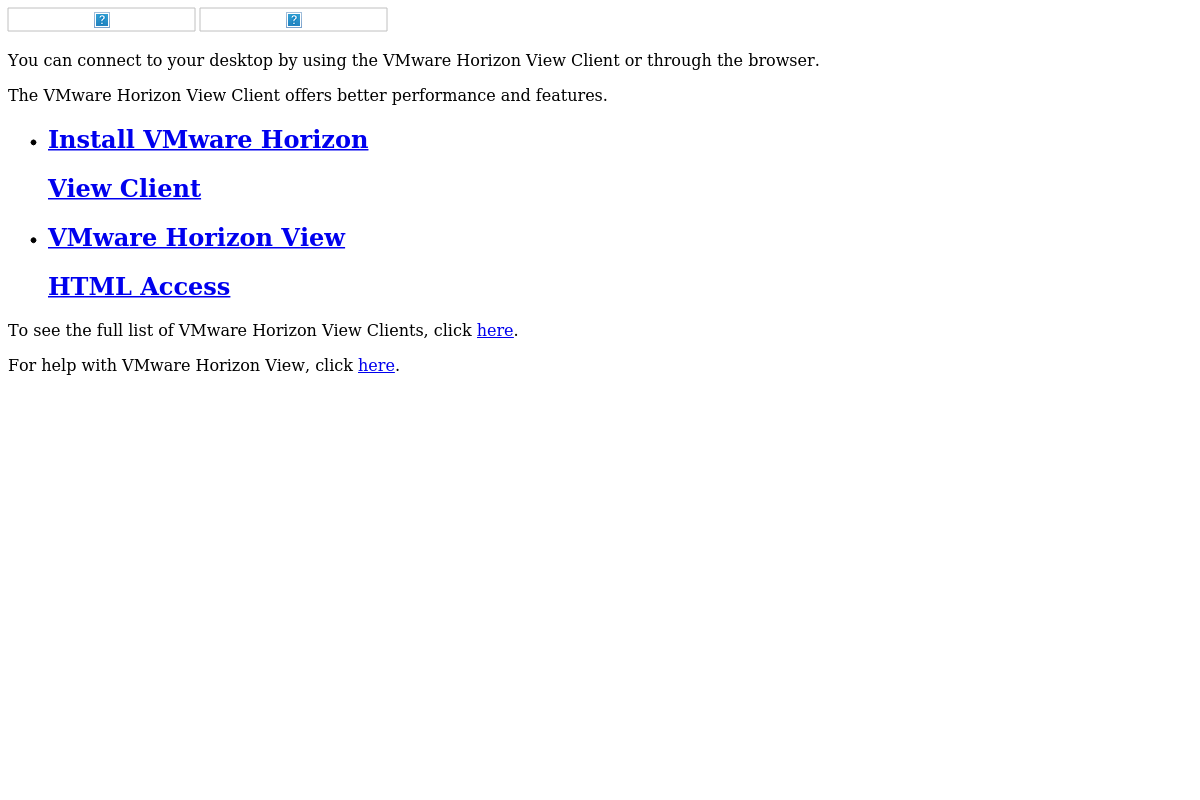 You can connect to your desktop by using the VMware Horizon View Client or through the browser.
The VMware Horizon View Client offers better performance and features.
Install VMware Horizon
View Client
VMware Horizon View
HTML Access
To see the full list of VMware Horizon View Clients, click here.
For help with VMware Horizon View, click here.